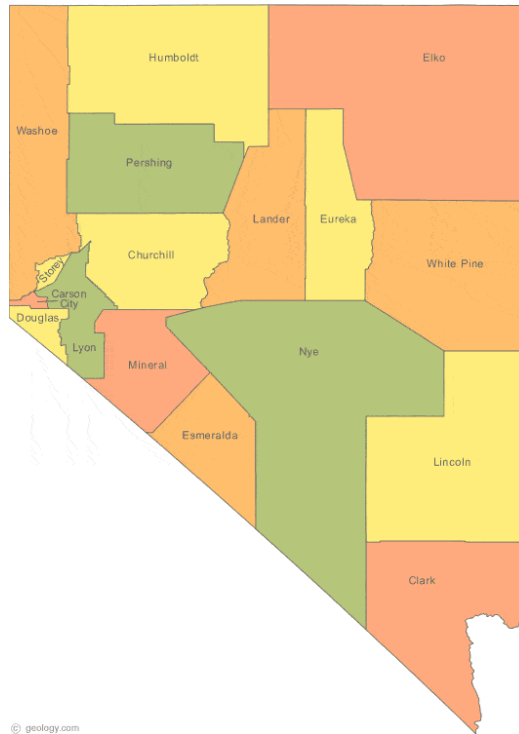 Humboldt
Elko
Washoe
Pershing
Lander
Eureka
Churchill
White Pine
Storey
Carson
City
Douglas
Lyon
Nye
Mineral
Esmeralda
Lincoln
Clark
© geology.com